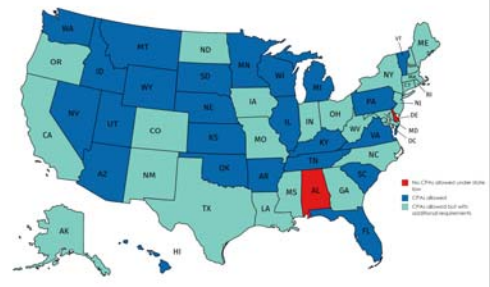 WA
MT
ND
MN
VT
ME
OR
ID
SD
WI
MI
NY
WY
RI
IA
PA
NJ
NE
NV
OH
DE
UT
IL
IN
MD
CO
WV
VA
DC
CA
KS
MO
KY
NC
TN
AZ
NM
OK
AR
SC
MS
AL
GA
TX
LA
AK
HI
FL
No CPAs allowed under state
law
CPAs allowed
CPAs allowed but with
additional requirements